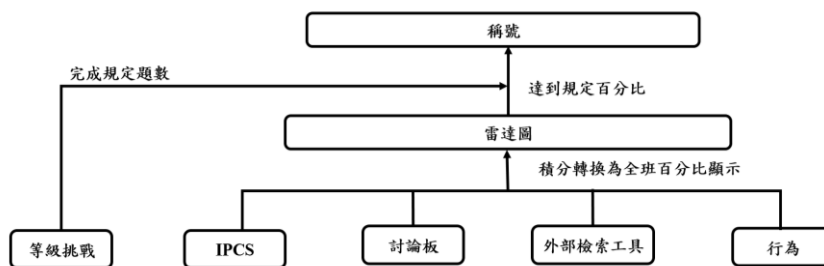 稱號
完成規定題數
達到規定百分比
雷達圖
積分轉換為全班百分比顯示
等級挑戰
IPCS
討論板
外部檢索工具
行為